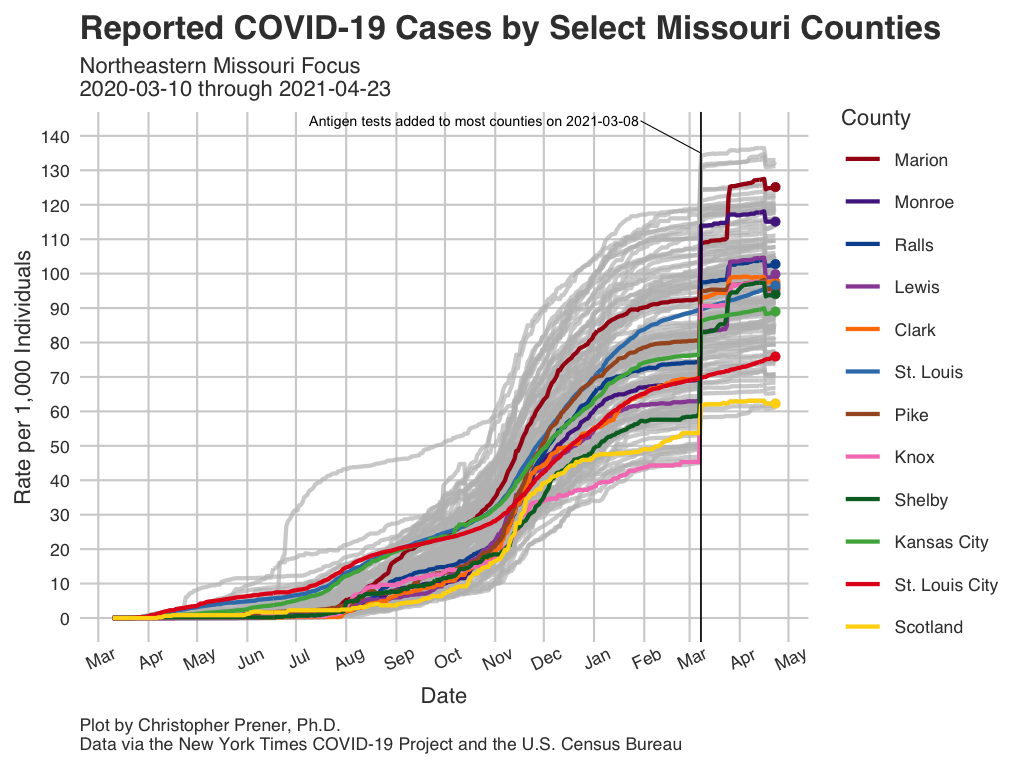 Reported COVID-19 Cases by Select Missouri Counties
Northeastern Missouri Focus
2020-03-10 through 2021-04-23
Antigen tests added to most counties on 2021-03-08
Rate per 1,000 Individuals
140
130
120
110
100
90
80
70
60
50
40
30
20
10
0
Mar Apr May Jun Jul Aug Sep Oct Nov Dec Jan Feb Mar Apr May
Date
County
Marion
Monroe
Ralls
Lewis
Clark
St. Louis
Pike
Knox
Shelby
Kansas City
St. Louis City
Scotland
Plot by Christopher Prener, Ph.D.
Data via the New York Times COVID-19 Project and the U.S. Census Bureau